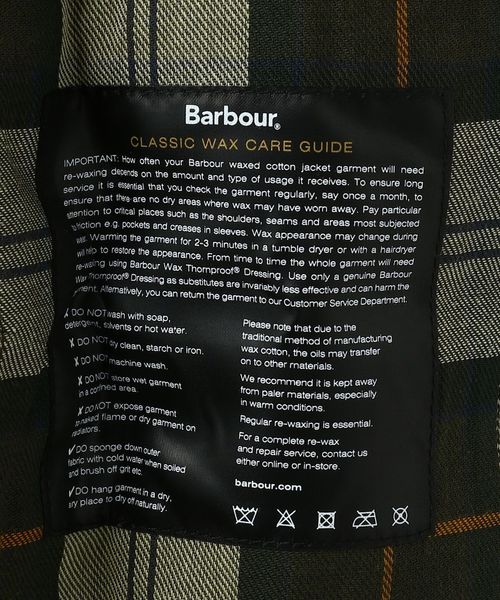 Barbour®
CLASSIC WAX CARE GUIDE
IMPORTANT: How often your Barbour waxed cotton jacket garment will need
re-waxing depends on the amount and type of usage it receives. To ensure long
service it is essential that you check the garment regularly, say once a month, to
ensure that they are no dry areas where wax may have worn away. Pay particular
attention to critical places such as the shoulders, seams and areas most subjected
to friction e.g. pockets and creases in sleeves. Wax appearance may change during
wear. Warming the garment for 2-3 minutes in a tumble dryer or with a hairdryer
will help to restore the appearance. From time to time the whole garment will need
re-waxing using Barbour Wax Thornproof® Dressing. Use only a genuine Barbour
Wax Thornproof® Dressing as substitutes are invariably less effective and can harm the
garment. Alternatively, you can return the garment to our Customer Service Department.
✗ DO NOT wash with soap,
detergent, solvents or hot water.
✗ DO NOT dry clean, starch or iron.
✗ DO NOT machine wash.
✗ DO NOT store wet garment
in a confined area.
✗ DO NOT expose garment
to naked flame or dry garment on
radiators.
✓ DO sponge down outer
fabric with cold water when soiled
and brush off grit etc.
✓ DO hang garment in a dry,
airy place to dry off naturally.
Please note that due to the
traditional method of manufacturing
wax cotton, the oils may transfer
on to other materials.
We recommend it is kept away
from paler materials, especially
in warm conditions.
Regular re-waxing is essential.
For a complete re-wax
and repair service, contact us
either online or in-store.
barbour.com